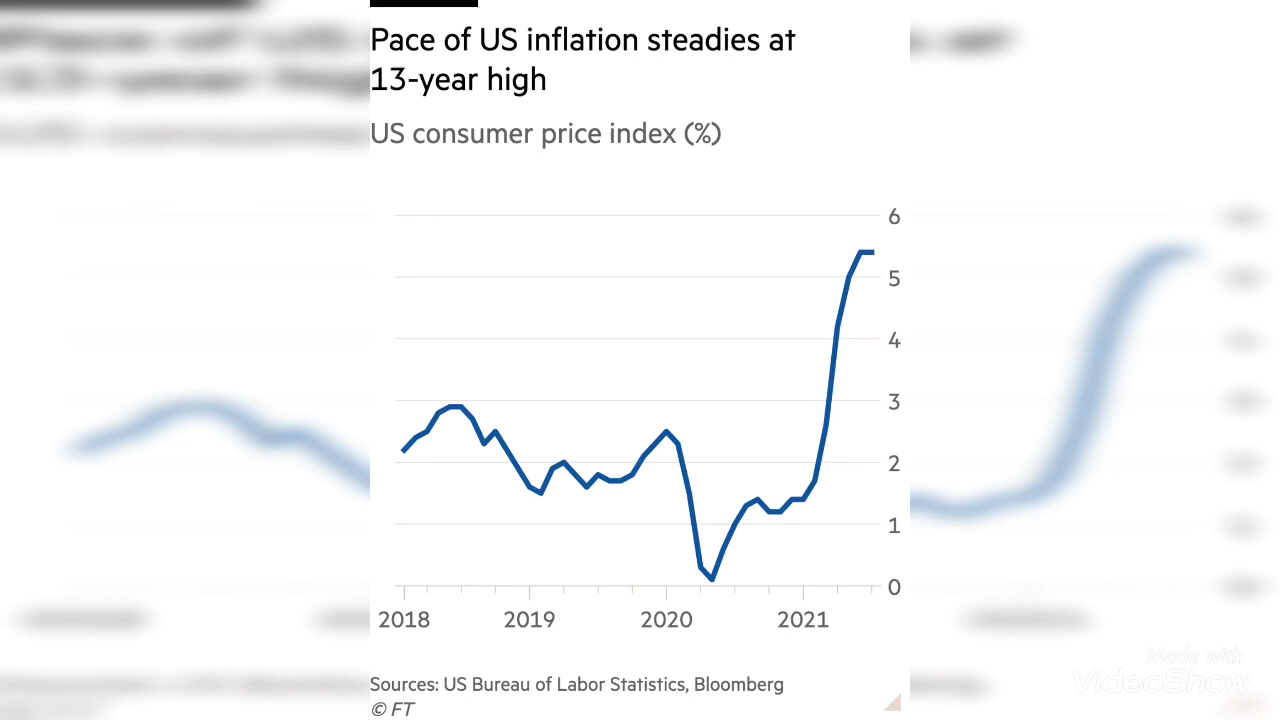 Pace of US inflation steadies at
13-year high
US consumer price index (%)
6
5
4
3
2
1
0
2018 2019 2020 2021
Sources: US Bureau of Labor Statistics, Bloomberg
© FT
Made with
VideoShow